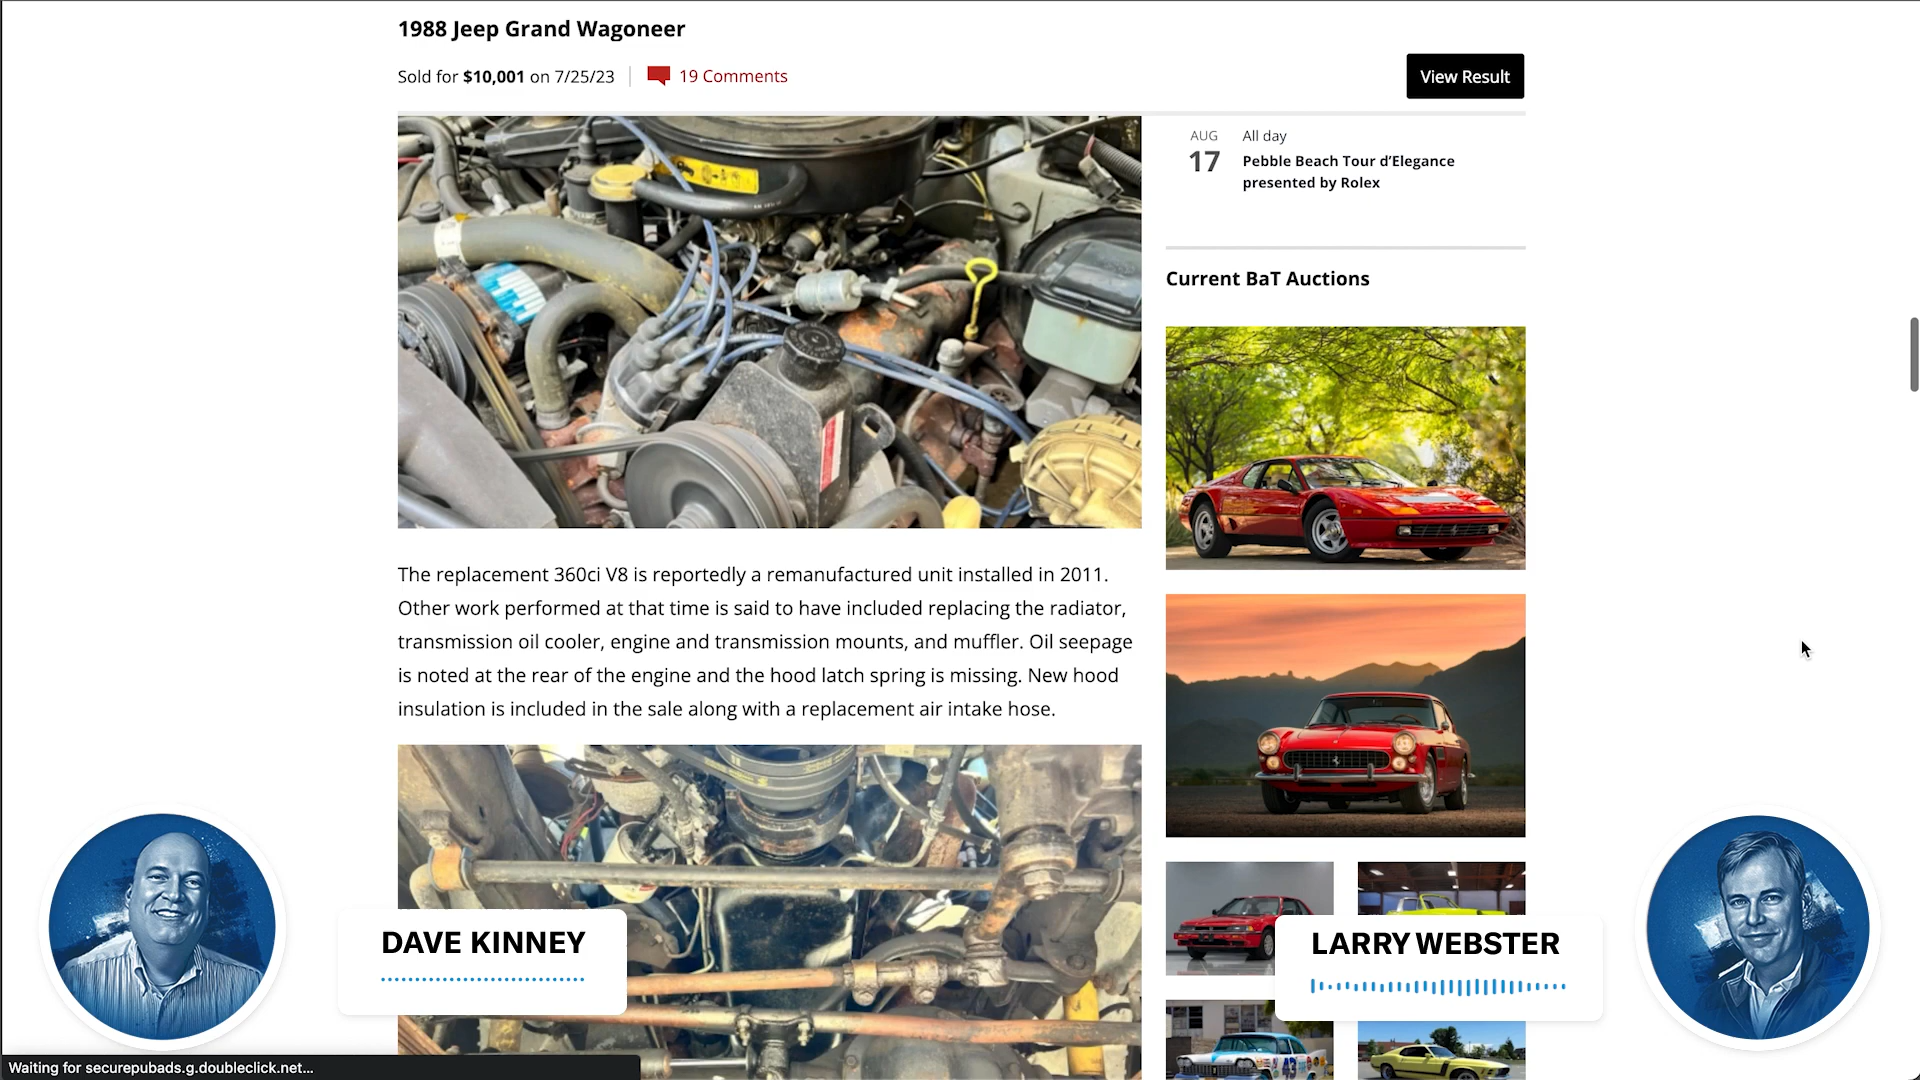 1988 Jeep Grand Wagoneer
Sold for $10,001 on 7/25/23
19 Comments
View Result
AUG
17
All day
Pebble Beach Tour d'Elegance
presented by Rolex
Current BaT Auctions
The replacement 360ci V8 is reportedly a remanufactured unit installed in 2011.
Other work performed at that time is said to have included replacing the radiator,
transmission oil cooler, engine and transmission mounts, and muffler. Oil seepage
is noted at the rear of the engine and the hood latch spring is missing. New hood
insulation is included in the sale along with a replacement air intake hose.
DAVE KINNEY
LARRY WEBSTER
43
Waiting for securepubads.g.doubleclick.net...